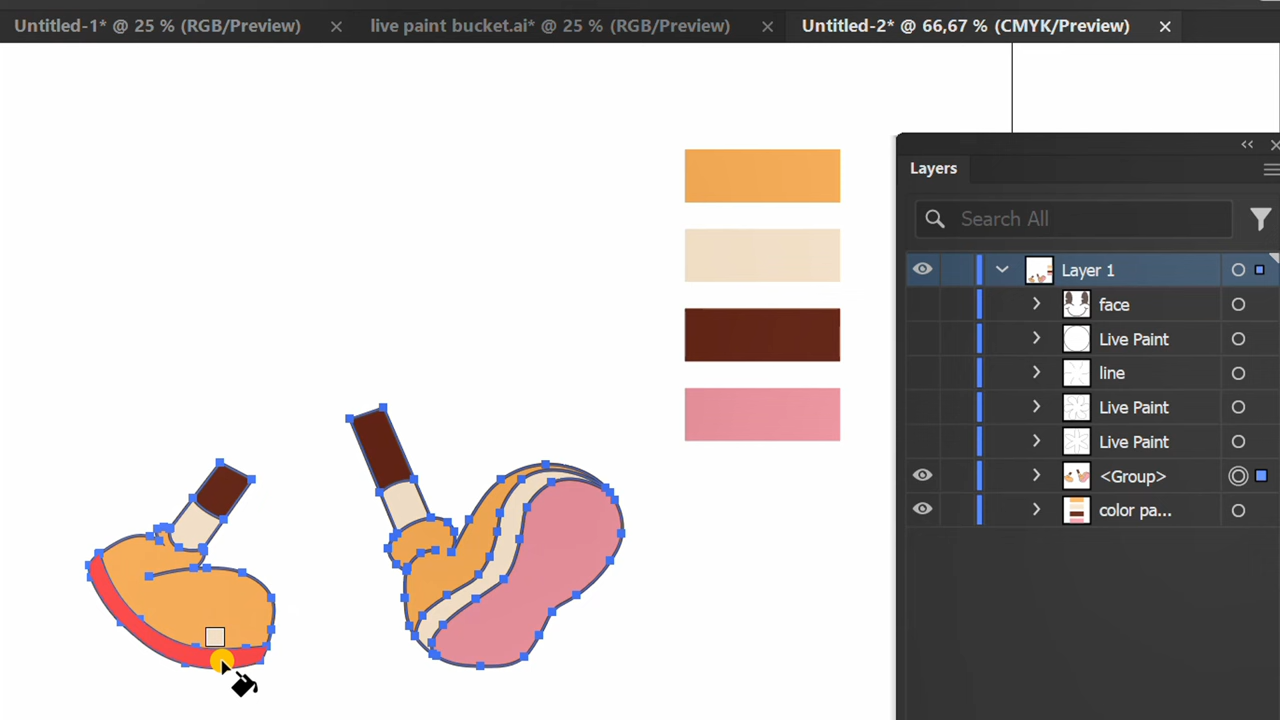 Untitled-1* @ 25 % (RGB/Preview)
live paint bucket.ai* @ 25 % (RGB/Preview)
Untitled-2* @ 66,67 % (CMYK/Preview)
Layers
Search All
Layer 1
face
Live Paint
line
Live Paint
Live Paint
<Group>
color pa...